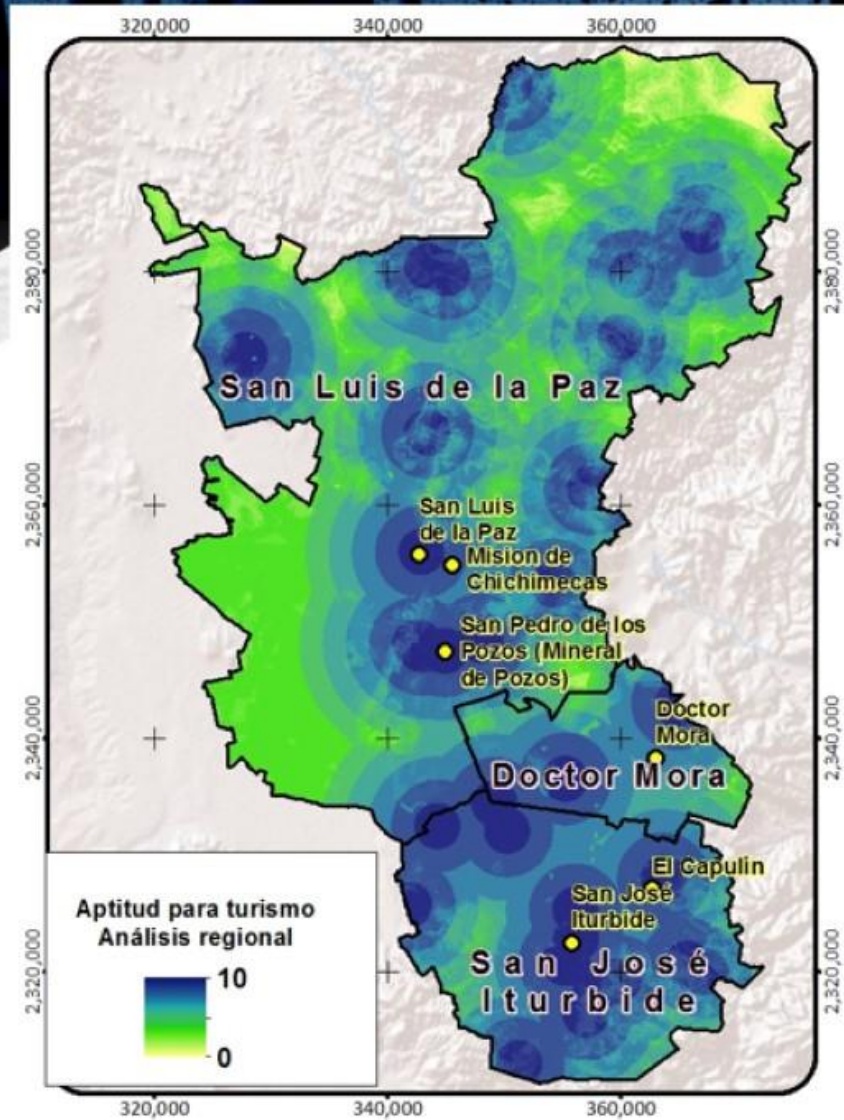 320,000
340,000
360,000
2,380,000
2,380,000
San Luis de la Paz
2,360,000
2,360,000
San Luis
de la Paz
Mision de
Chichimecas
San Pedro de los
Pozos (Mineral
de Pozos)
2,340,000
2,340,000
Doctor
Mora
Doctor Mora
El Capulin
San José
Iturbide
2,320,000
2,320,000
San José
Iturbide
Aptitud para turismo
Análisis regional
10
0
320,000
340,000
360,000